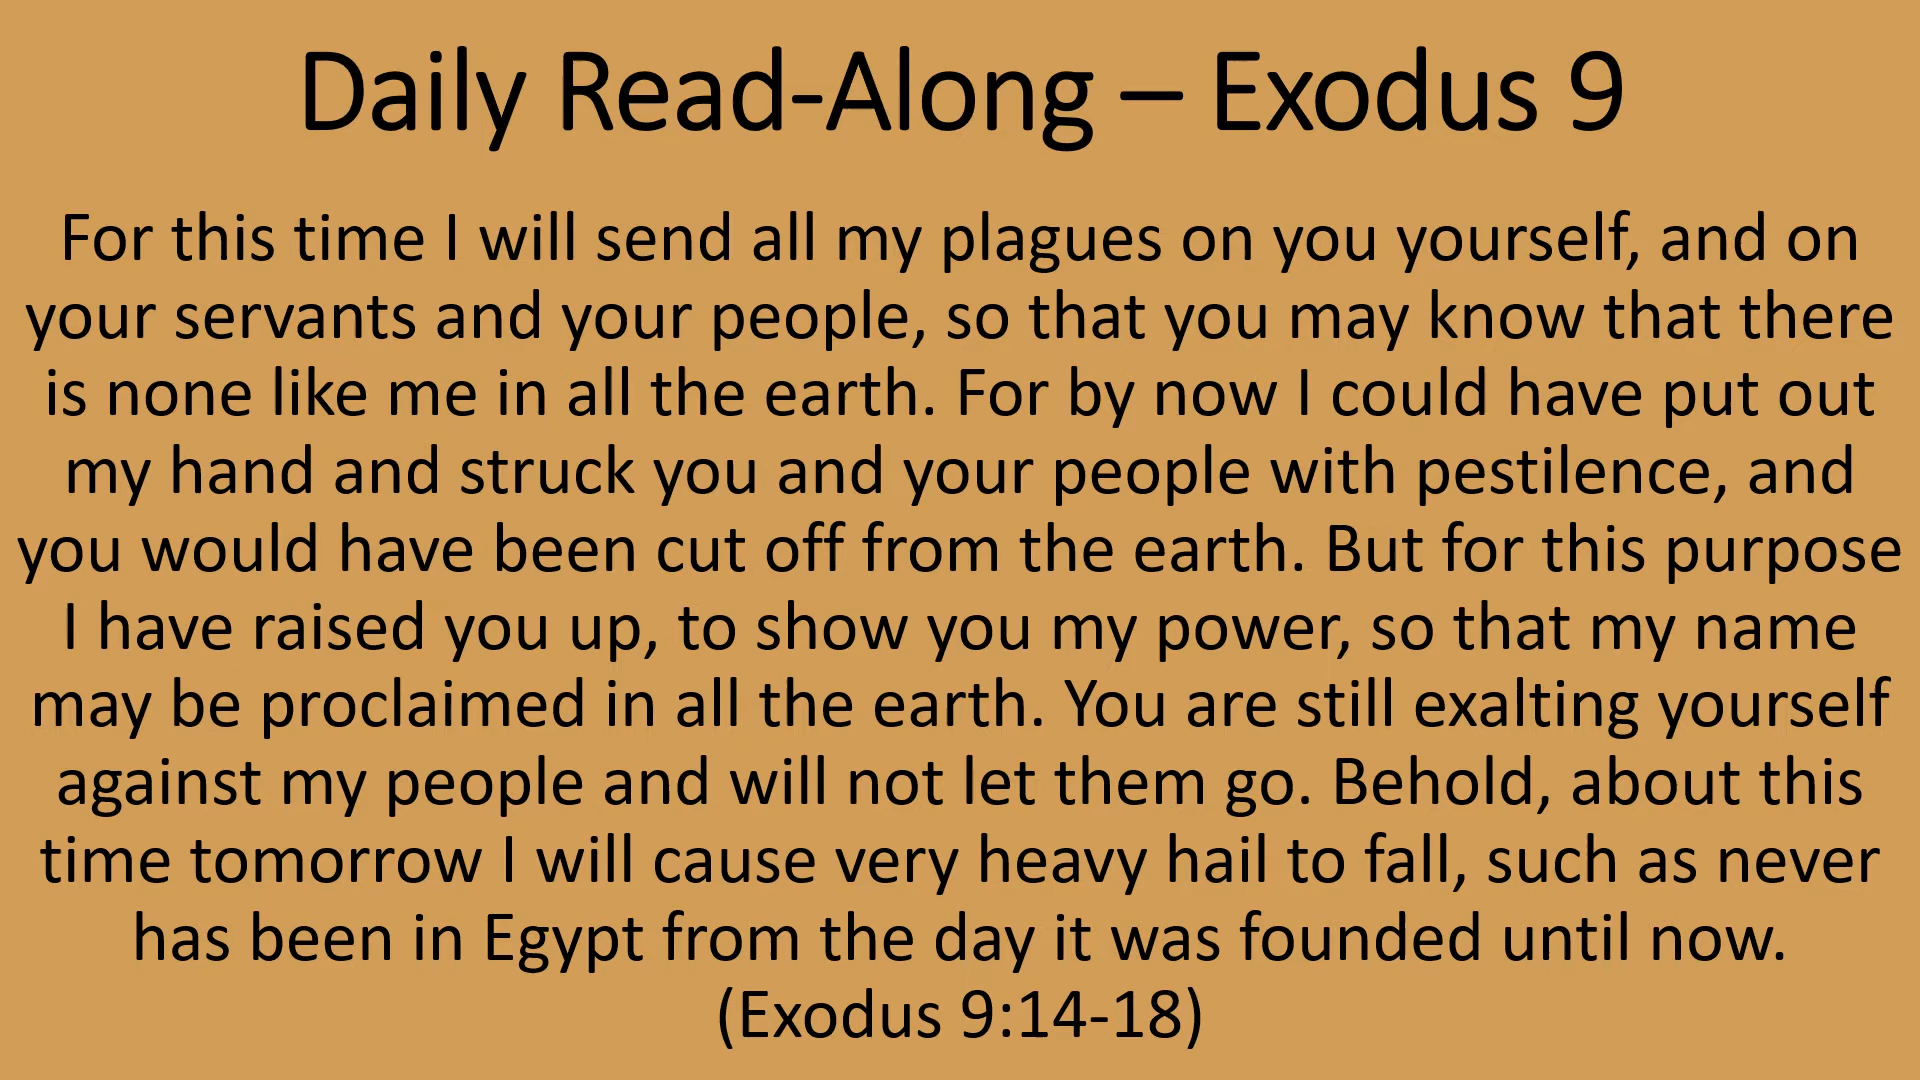 Daily Read-Along – Exodus 9
For this time I will send all my plagues on you yourself, and on
your servants and your people, so that you may know that there
is none like me in all the earth. For by now I could have put out
my hand and struck you and your people with pestilence, and
you would have been cut off from the earth. But for this purpose
I have raised you up, to show you my power, so that my name
may be proclaimed in all the earth. You are still exalting yourself
against my people and will not let them go. Behold, about this
time tomorrow I will cause very heavy hail to fall, such as never
has been in Egypt from the day it was founded until now.
(Exodus 9:14-18)